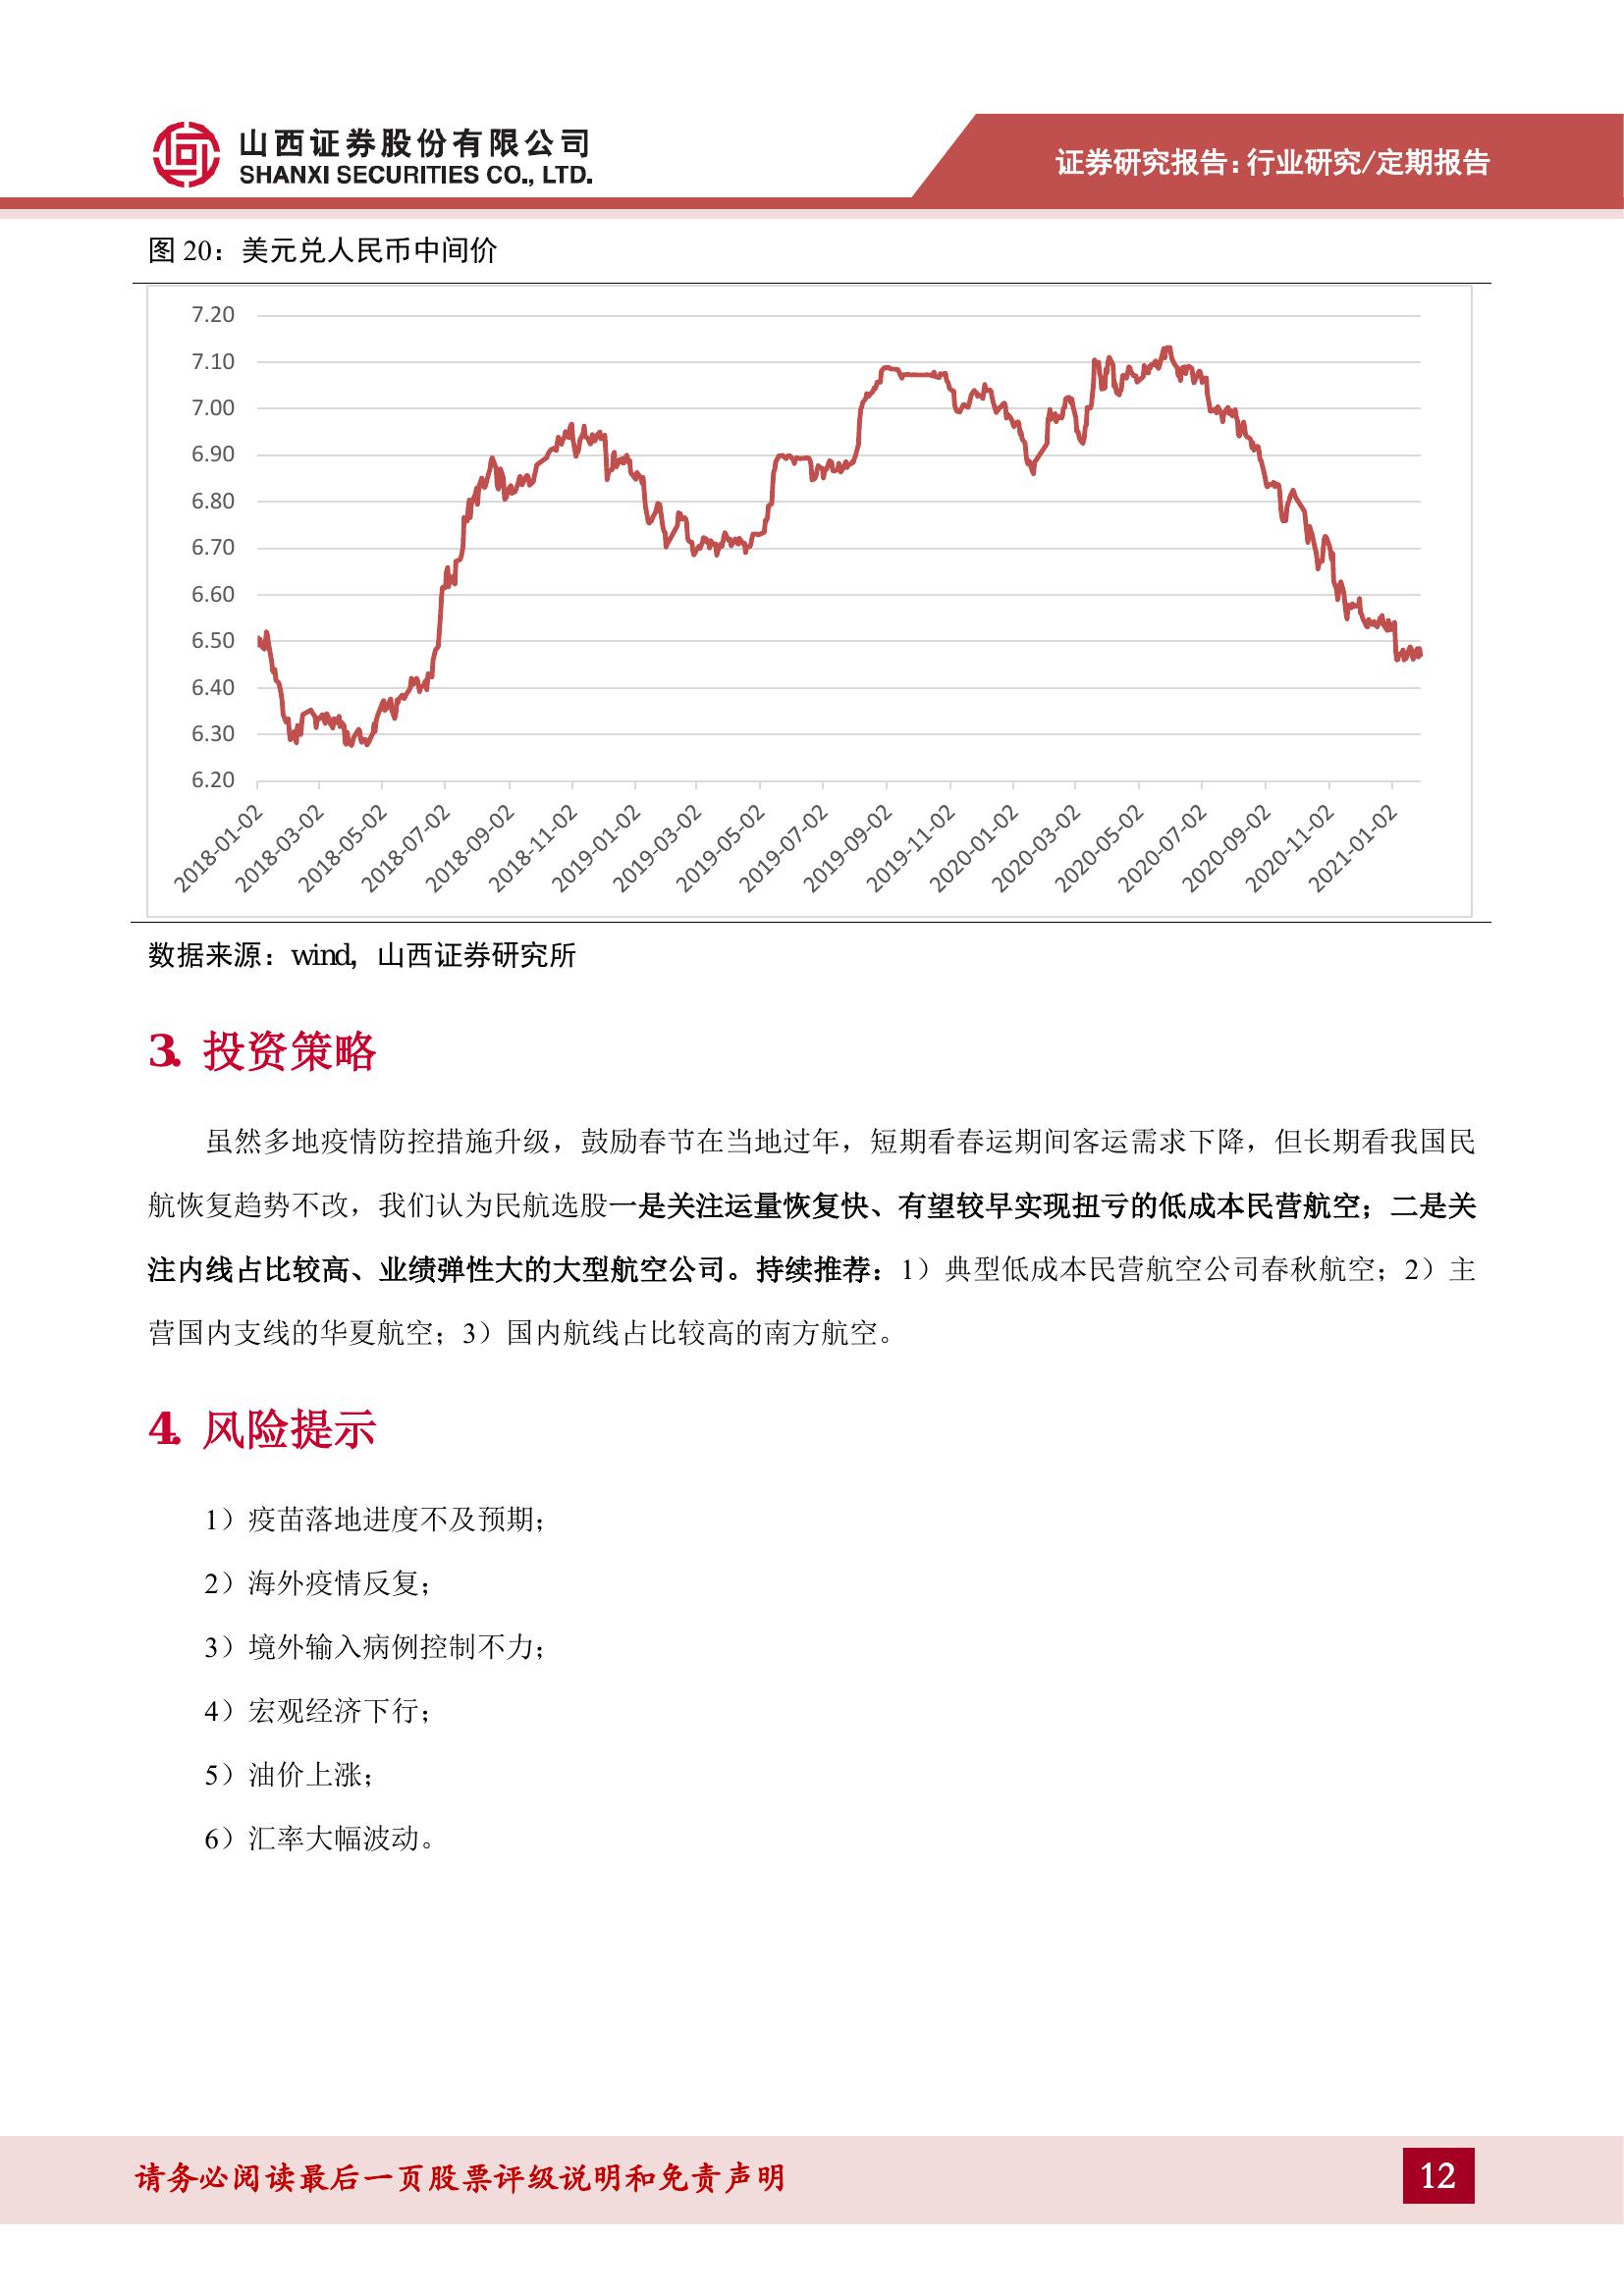 山西证券股份有限公司
SHANXI SECURITIES CO., LTD.
证券研究报告：行业研究/定期报告
图 20：美元兑人民币中间价
7.20
7.10
7.00
6.90
6.80
6.70
6.60
6.50
6.40
6.30
6.20
2018-01-02
2018-03-02
2018-05-02
2018-07-02
2018-09-02
2018-11-02
2019-01-02
2019-03-02
2019-05-02
2019-07-02
2019-09-02
2019-11-02
2020-01-02
2020-03-02
2020-05-02
2020-07-02
2020-09-02
2020-11-02
2021-01-02
数据来源：wind，山西证券研究所
3. 投资策略
虽然多地疫情防控措施升级，鼓励春节在当地过年，短期看春运期间客运需求下降，但长期看我国民
航恢复趋势不改，我们认为民航选股一是关注运量恢复快、有望较早实现扭亏的低成本民营航空；二是关
注内线占比较高、业绩弹性大的大型航空公司。持续推荐：1）典型低成本民营航空公司春秋航空；2）主
营国内支线的华夏航空；3）国内航线占比较高的南方航空。
4. 风险提示
1）疫苗落地进度不及预期；
2）海外疫情反复；
3）境外输入病例控制不力；
4）宏观经济下行；
5）油价上涨；
6）汇率大幅波动。
请务必阅读最后一页股票评级说明和免责声明
12